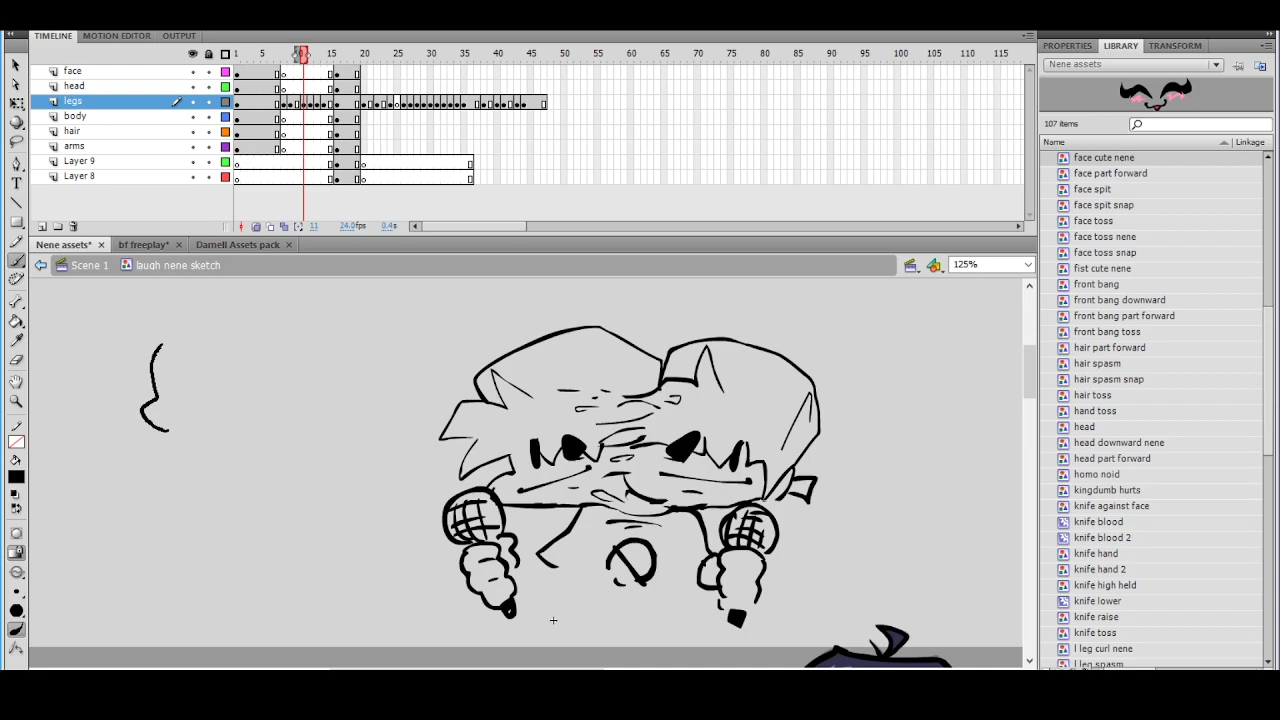 TIMELINE MOTION EDITOR OUTPUT
1 5 15 20 25 30 35 40 45 50 55 60 65 70 75 80 85 90 95 100 105 110 115
face
head
legs
body
hair
arms
Layer 9
Layer 8
11 24.0fps 0.4s
Nene assets* bf freeplay* Darnell Assets pack
Scene 1 laugh nene sketch 125%
PROPERTIES LIBRARY TRANSFORM
Nene assets
107 items
Name Linkage
face cute nene
face part forward
face spit
face spit snap
face toss
face toss nene
face toss snap
fist cute nene
front bang
front bang downward
front bang part forward
front bang toss
hair part forward
hair spasm
hair spasm snap
hair toss
hand toss
head
head downward nene
head part forward
homo noid
kingdumb hurts
knife against face
knife blood
knife blood 2
knife hand
knife hand 2
knife high held
knife lower
knife raise
knife toss
l leg curl nene
l leg spasm